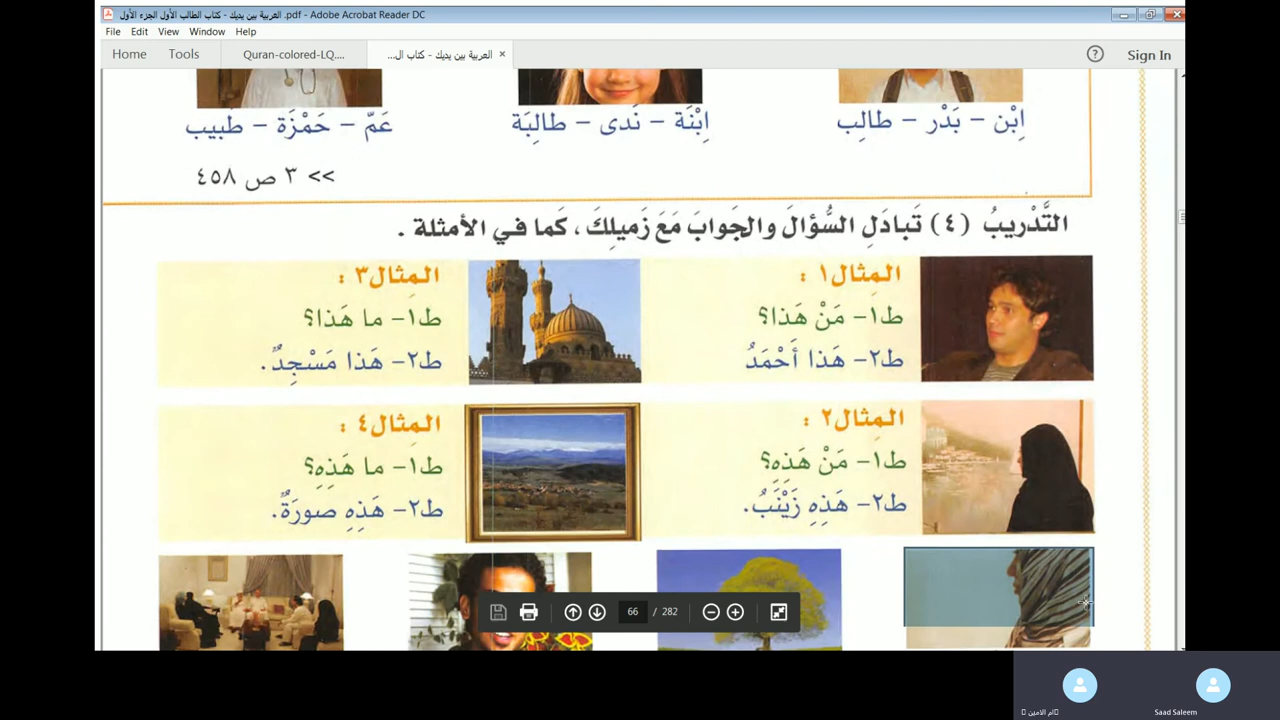 العربية بين يديك - كتاب الطالب الأول الجزء الأول.pdf - Adobe Acrobat Reader DC
File Edit View Window Help
Home Tools Quran-colored-LQ.... العربية بين يديك - كتاب ال... × ? Sign In
اِبْن – بَدْر – طالِب
اِبْنَة – نَدى – طالِبَة
عَمّ – حَمْزَة – طَبيب
>> ٣ ص ٤٥٨
التَّدْريبُ (٤) تَبادَلِ السُّؤالَ والجَوابَ مَعَ زَميلِكَ ، كَما في الأمثلة .
المِثال١ :
ط١- مَنْ هَذا؟
ط٢- هَذا أَحْمَدُ
المِثال٣ :
ط١- ما هَذا؟
ط٢- هَذا مَسْجِدٌ.
المِثال٢ :
ط١- مَنْ هَذِهِ؟
ط٢- هَذِهِ زَيْنَبُ.
المِثال٤ :
ط١- ما هَذِهِ؟
ط٢- هَذِهِ صورَةٌ.
66 / 282
ام الامين
Saad Saleem